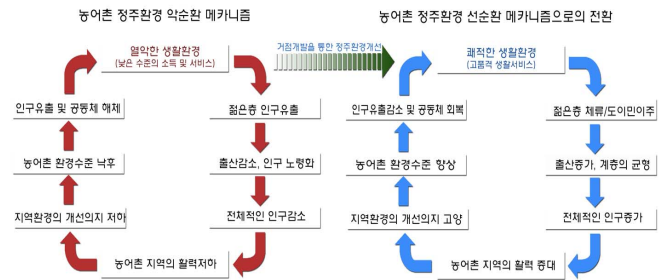 농어촌 정주환경 악순환 메카니즘
열악한 생활환경
(낮은 수준의 소득 및 서비스)
젊은층 인구유출
출산감소, 인구 노령화
전체적인 인구감소
농어촌 지역의 활력저하
지역환경의 개선의지 저하
농어촌 환경수준 낙후
인구유출 및 공동체 해체
거점개발을 통한 정주환경개선
농어촌 정주환경 선순환 메카니즘으로의 전환
쾌적한 생활환경
(고품격 생활서비스)
젊은층 체류/도이민이주
출산증가, 계층의 균형
전체적인 인구증가
농어촌 지역의 활력 증대
지역환경의 개선의지 고양
농어촌 환경수준 향상
인구유출감소 및 공동체 회복